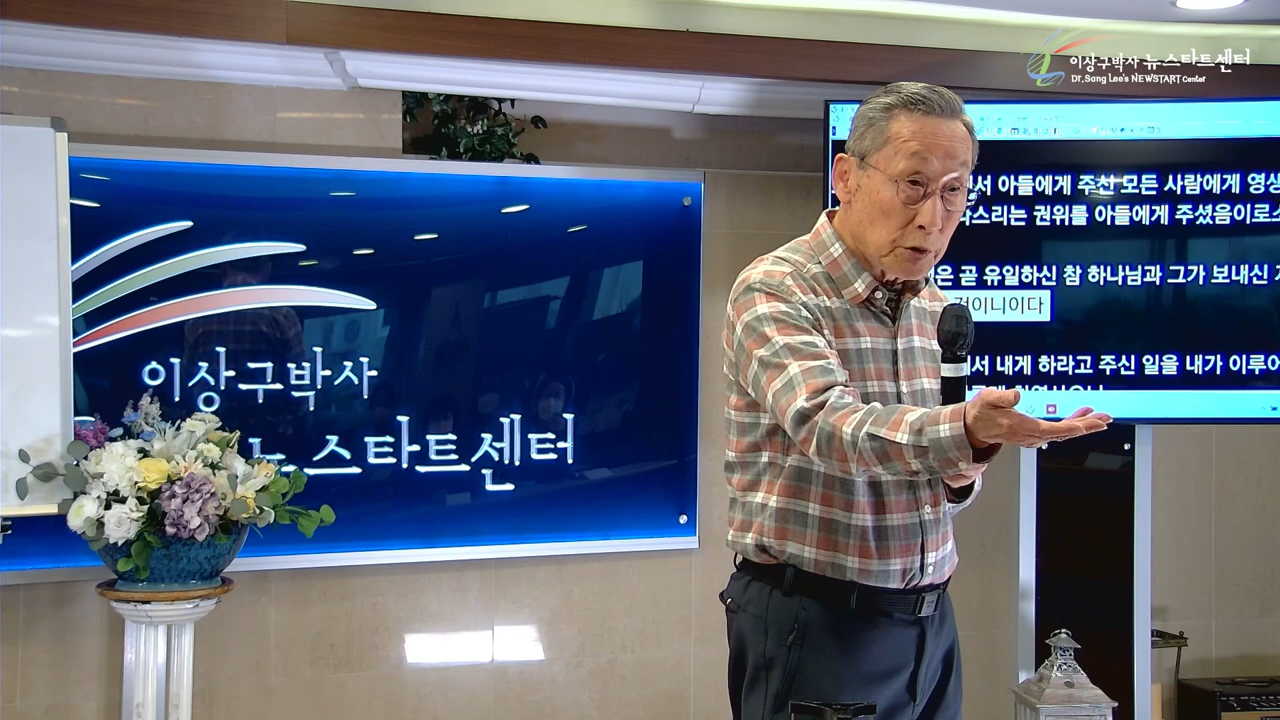 이상구박사 뉴스타트센터
Dr. Sang Lee's NEWSTART Center
이상구박사
뉴스타트센터
서 아들에게 주신 모든 사람에게 영생
다스리는 권위를 아들에게 주셨음이로소
은 곧 유일하신 참 하나님과 그가 보내신
것이니이다
서 내게 하라고 주신 일을 내가 이루어